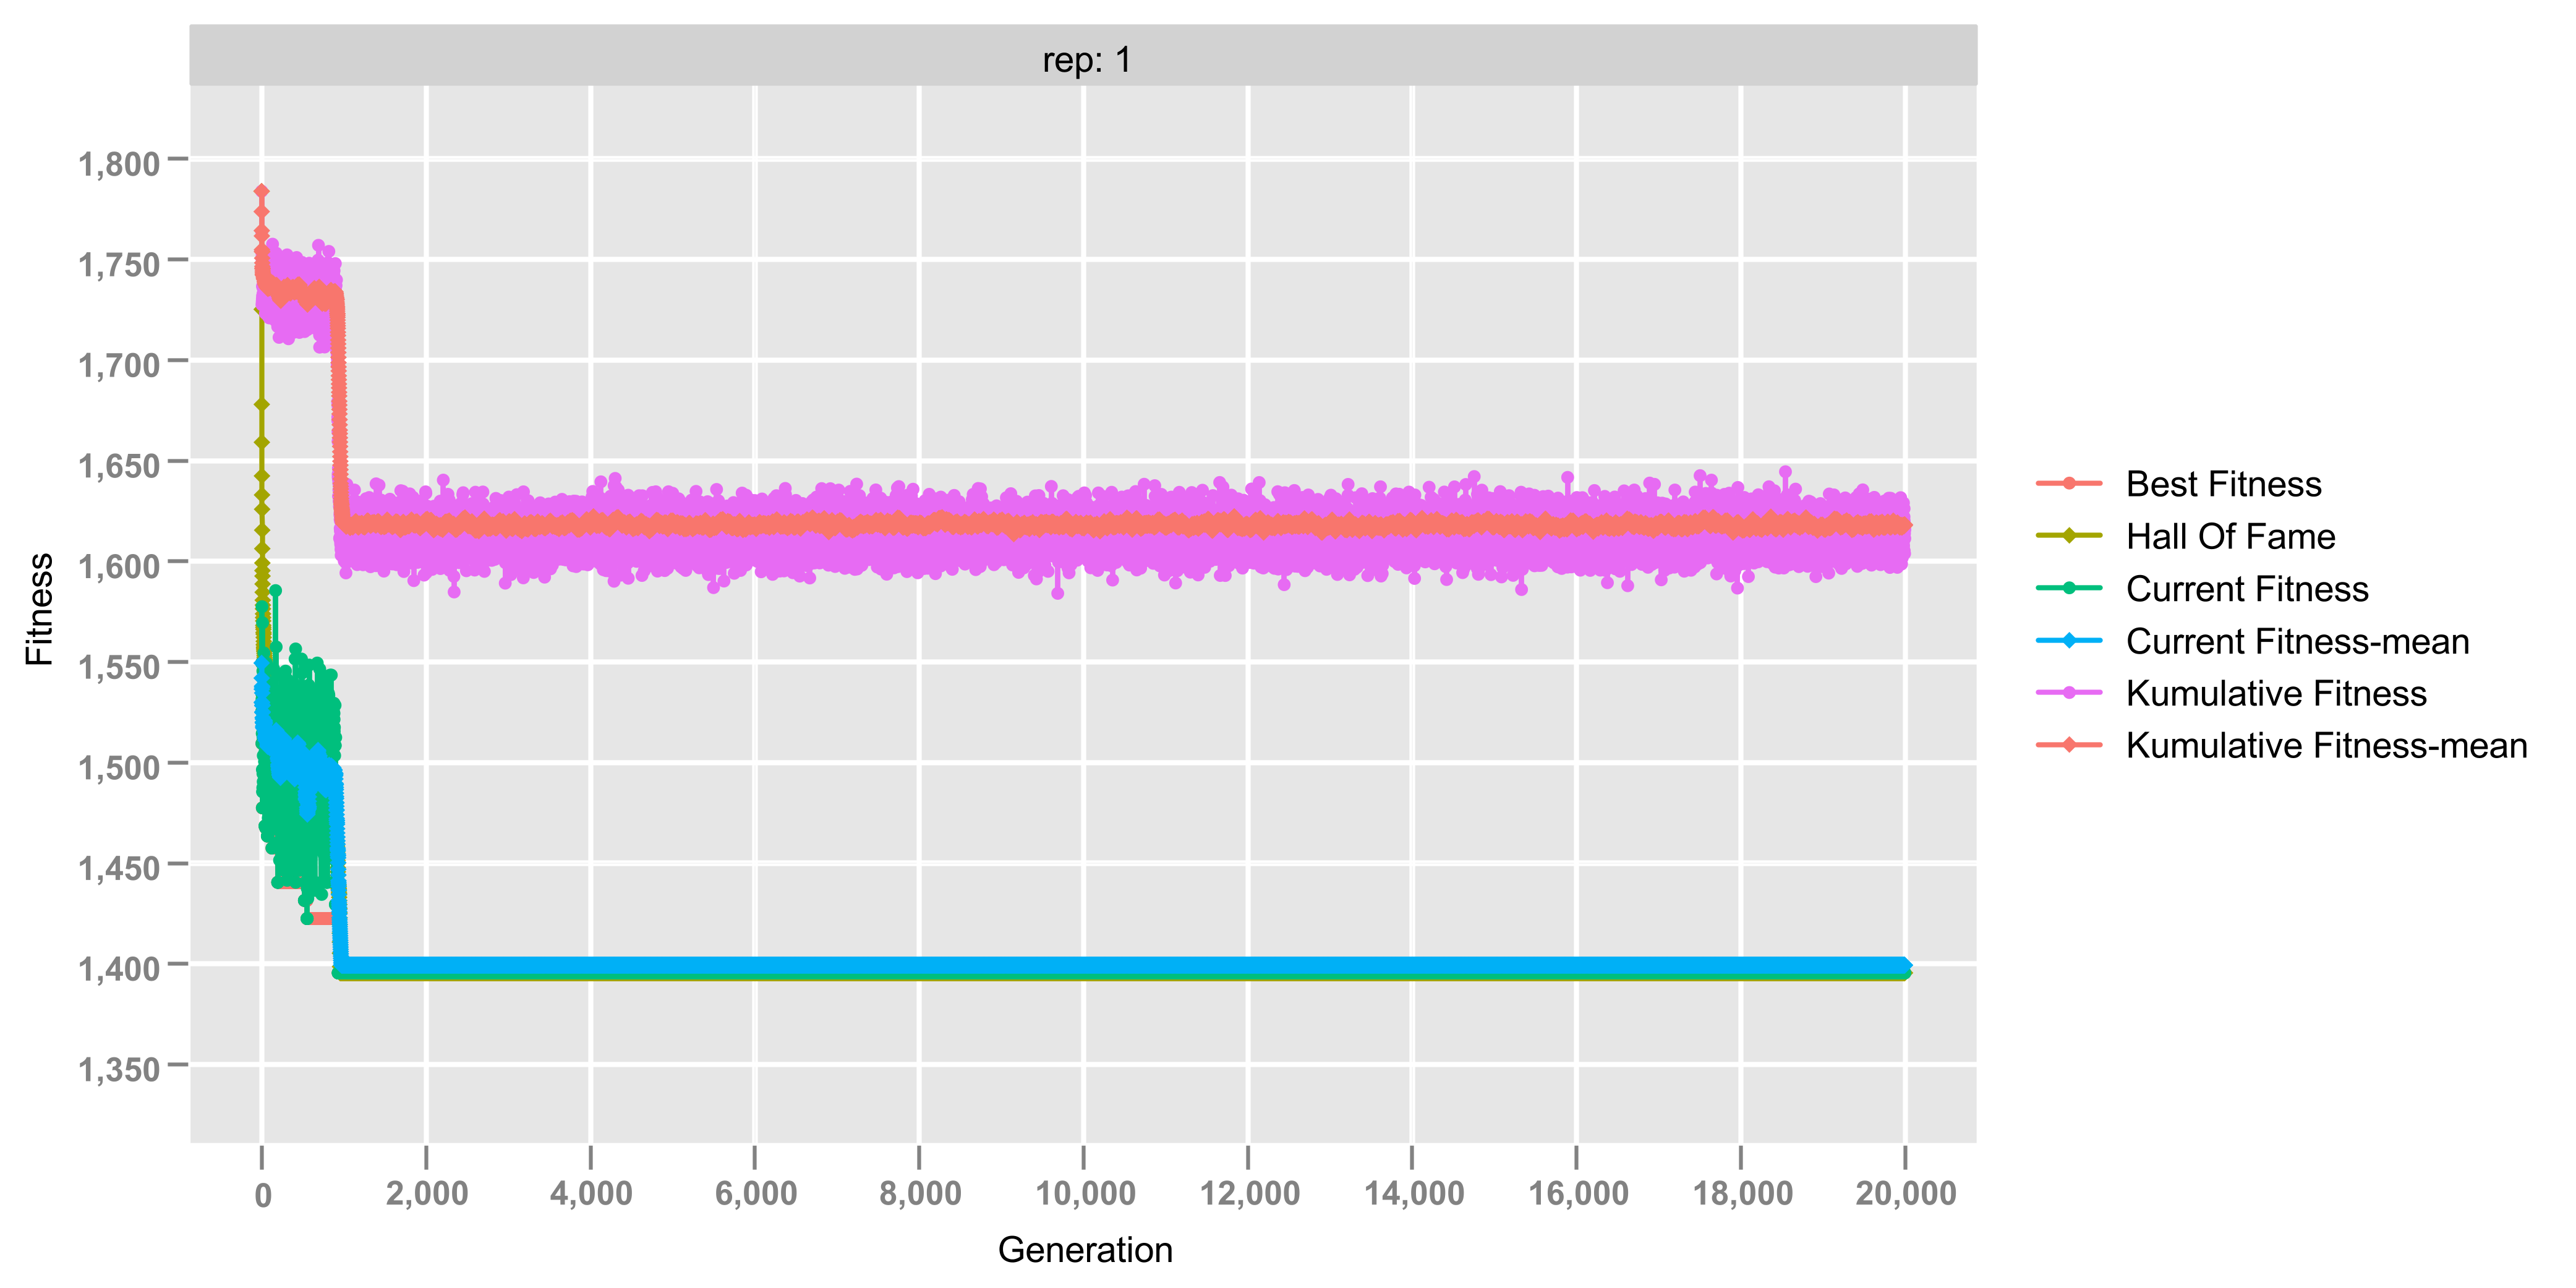 rep: 1
1,800
1,750
1,700
1,650
1,600
1,550
1,500
1,450
1,400
1,350
Fitness
0
2,000
4,000
6,000
8,000
10,000
12,000
14,000
16,000
18,000
20,000
Generation
Best Fitness
Hall Of Fame
Current Fitness
Current Fitness-mean
Kumulative Fitness
Kumulative Fitness-mean